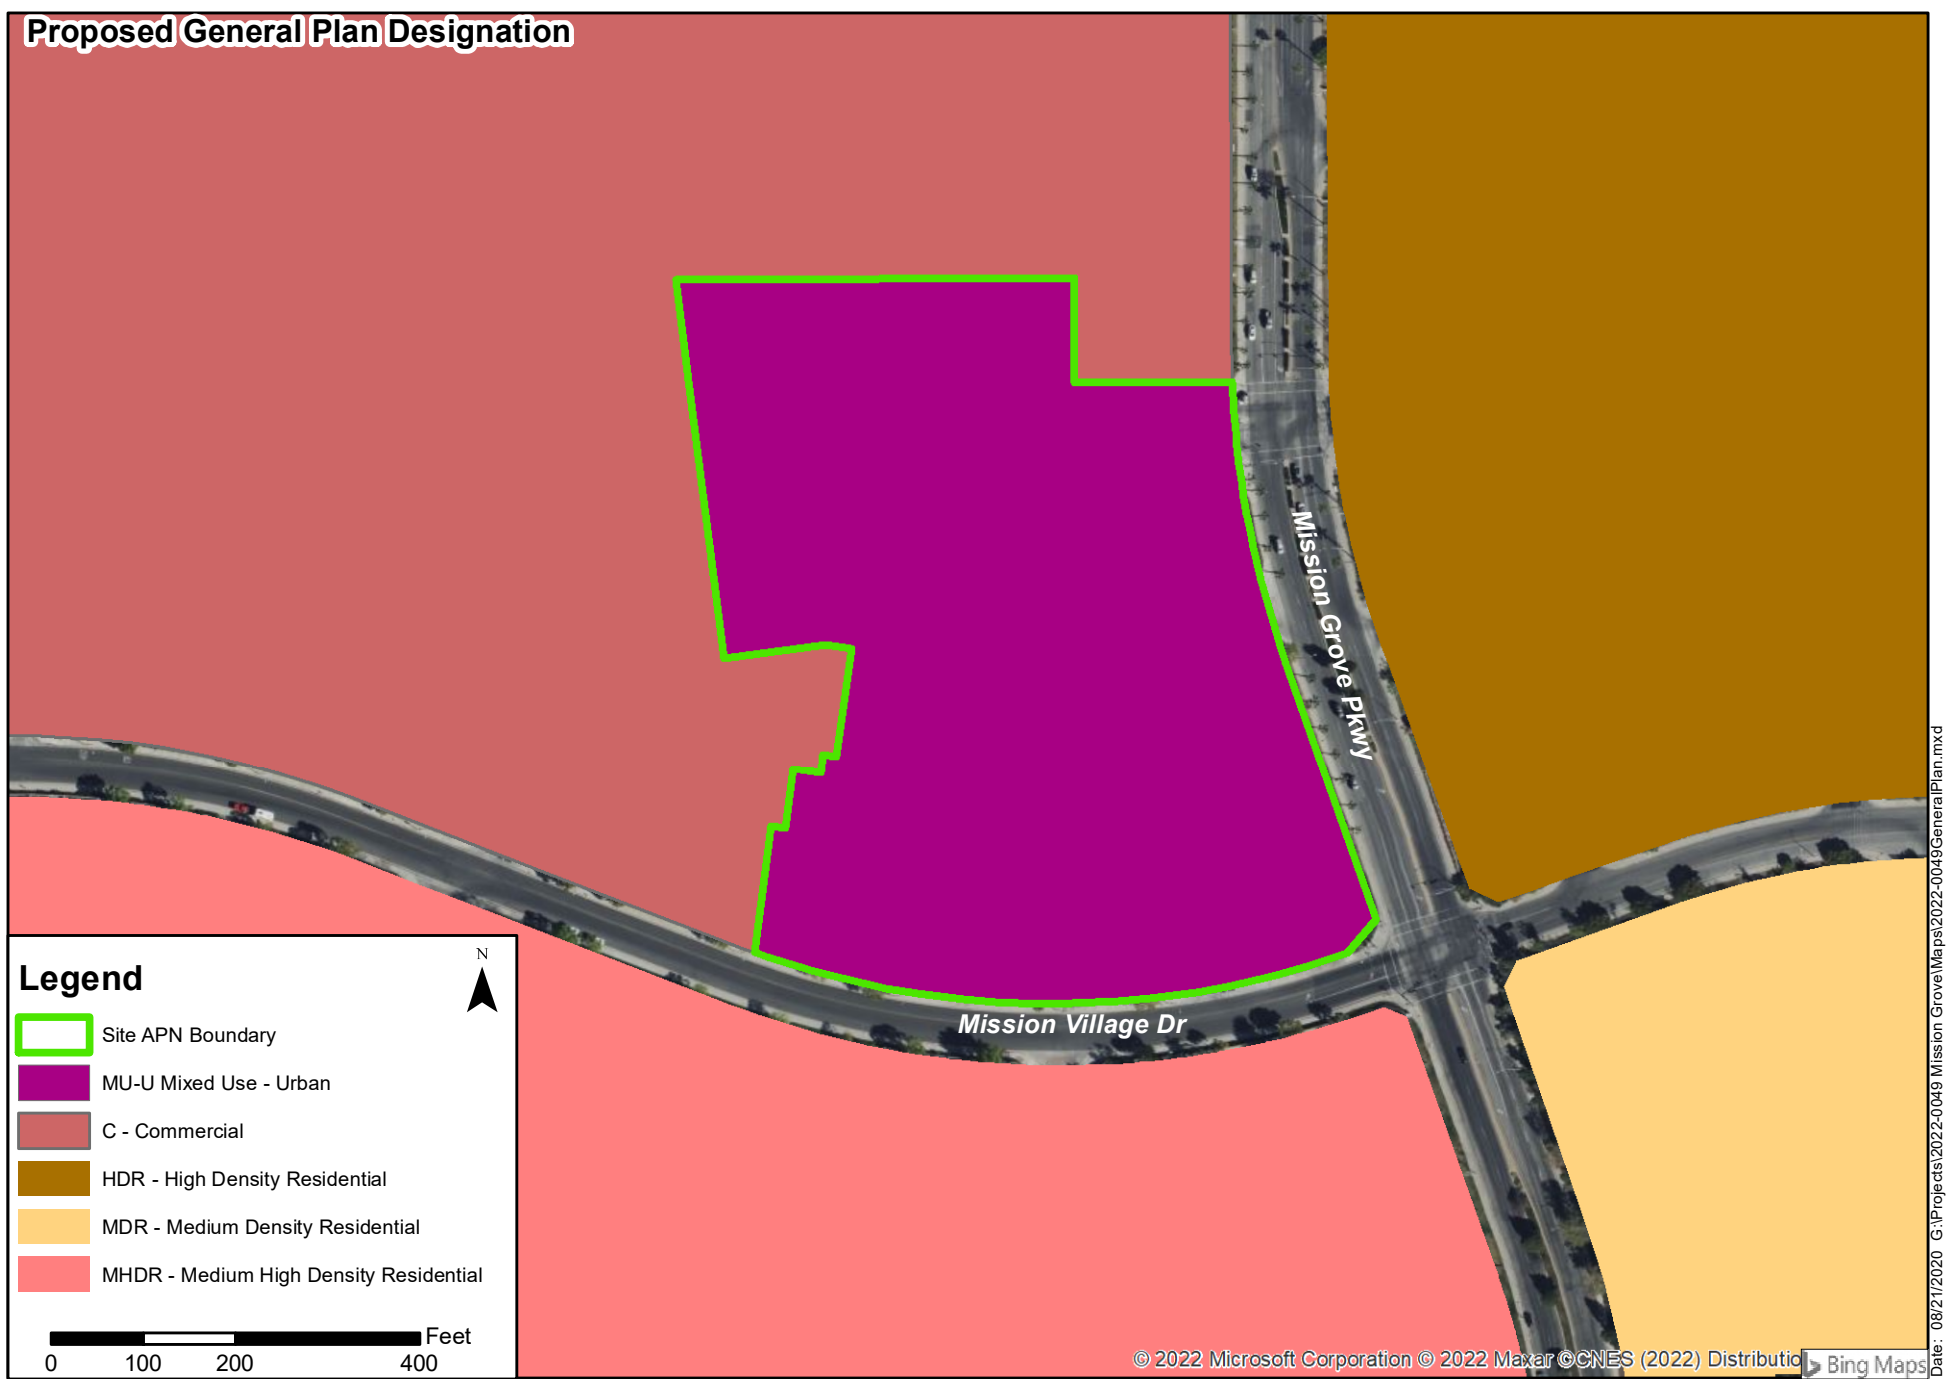 Proposed General Plan Designation
Mission Grove Pkwy
Mission Village Dr
Legend
N
Site APN Boundary
MU-U Mixed Use - Urban
C - Commercial
HDR - High Density Residential
MDR - Medium Density Residential
MHDR - Medium High Density Residential
Feet
0 100 200 400
© 2022 Microsoft Corporation © 2022 Maxar ©CNES (2022) Distributio
Bing Maps
Date: 08/21/2020 G:\Projects\2022-0049 Mission Grove\Maps\2022-0049GeneralPlan.mxd